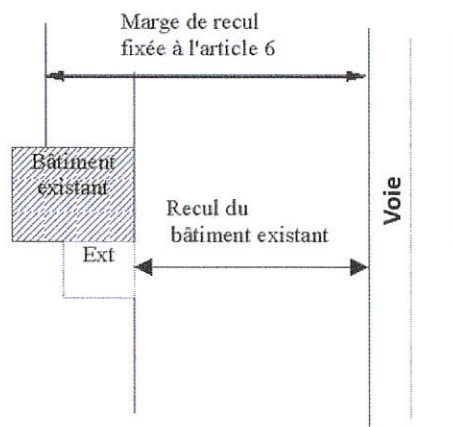 Marge de recul
fixée à l'article 6
Bâtiment
existant
Recul du
bâtiment existant
Ext
Voie